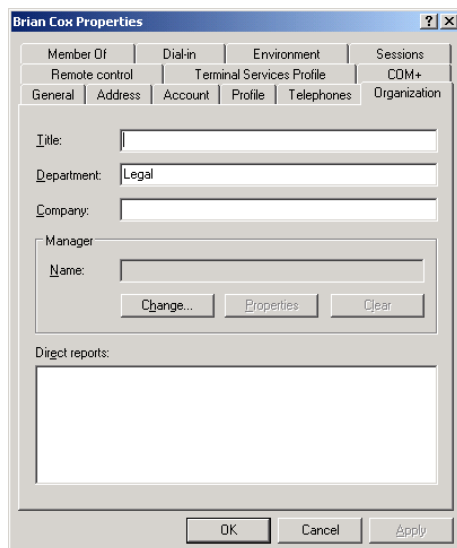 Brian Cox Properties
Member Of Dial-in Environment Sessions
Remote control Terminal Services Profile COM+
General Address Account Profile Telephones Organization
Title:
Department: Legal
Company:
Manager
Name:
Change... Properties Clear
Direct reports:
OK Cancel Apply